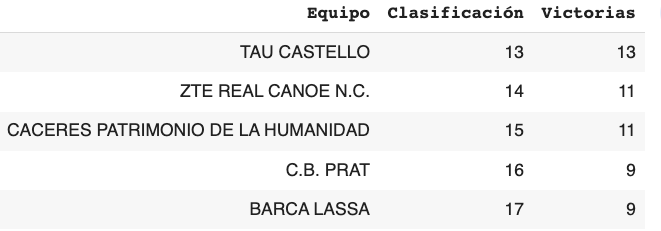 Equipo Clasificación Victorias
TAU CASTELLO 13 13
ZTE REAL CANOE N.C. 14 11
CACERES PATRIMONIO DE LA HUMANIDAD 15 11
C.B. PRAT 16 9
BARCA LASSA 17 9